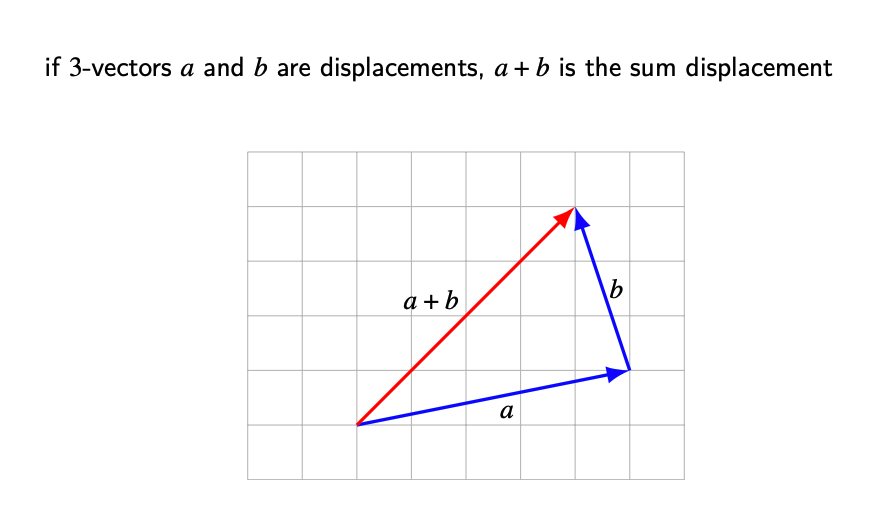 if 3-vectors a and b are displacements, a + b is the sum displacement
a + b
b
a